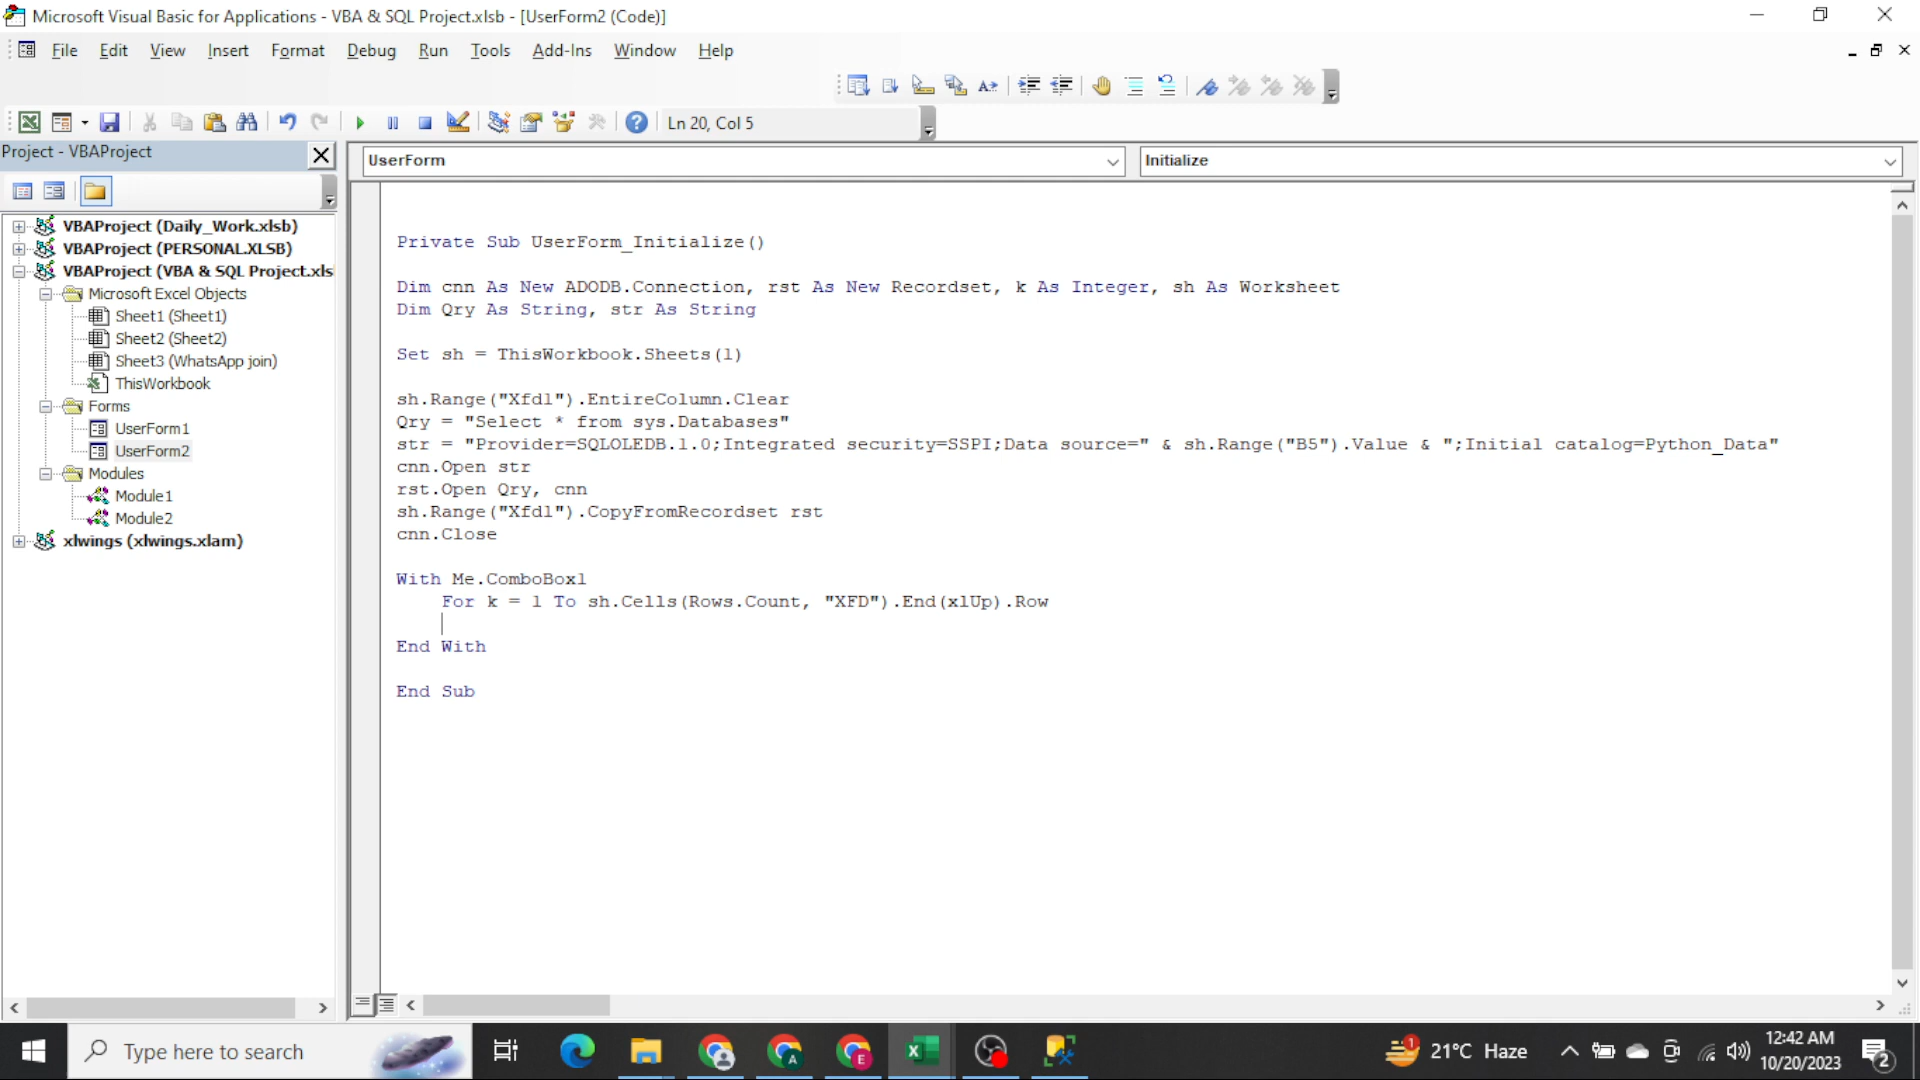 Microsoft Visual Basic for Applications - VBA & SQL Project.xlsb - [UserForm2 (Code)]
File Edit View Insert Format Debug Run Tools Add-Ins Window Help
Ln 20, Col 5
Project - VBAProject
UserForm
Initialize
VBAProject (Daily_Work.xlsb)
VBAProject (PERSONAL.XLSB)
VBAProject (VBA & SQL Project.xls
Microsoft Excel Objects
Sheet1 (Sheet1)
Sheet2 (Sheet2)
Sheet3 (WhatsApp join)
ThisWorkbook
Forms
UserForm1
UserForm2
Modules
Module1
Module2
xlwings (xlwings.xlam)
Private Sub UserForm_Initialize()
Dim cnn As New ADODB.Connection, rst As New Recordset, k As Integer, sh As Worksheet
Dim Qry As String, str As String
Set sh = ThisWorkbook.Sheets(1)
sh.Range("Xfd1").EntireColumn.Clear
Qry = "Select * from sys.Databases"
str = "Provider=SQLOLEDB.1.0;Integrated security=SSPI;Data source=" & sh.Range("B5").Value & ";Initial catalog=Python_Data"
cnn.Open str
rst.Open Qry, cnn
sh.Range("Xfd1").CopyFromRecordset rst
cnn.Close
With Me.ComboBox1
For k = 1 To sh.Cells(Rows.Count, "XFD").End(xlUp).Row
End With
End Sub
Type here to search
1
21°C Haze
12:42 AM
10/20/2023
2